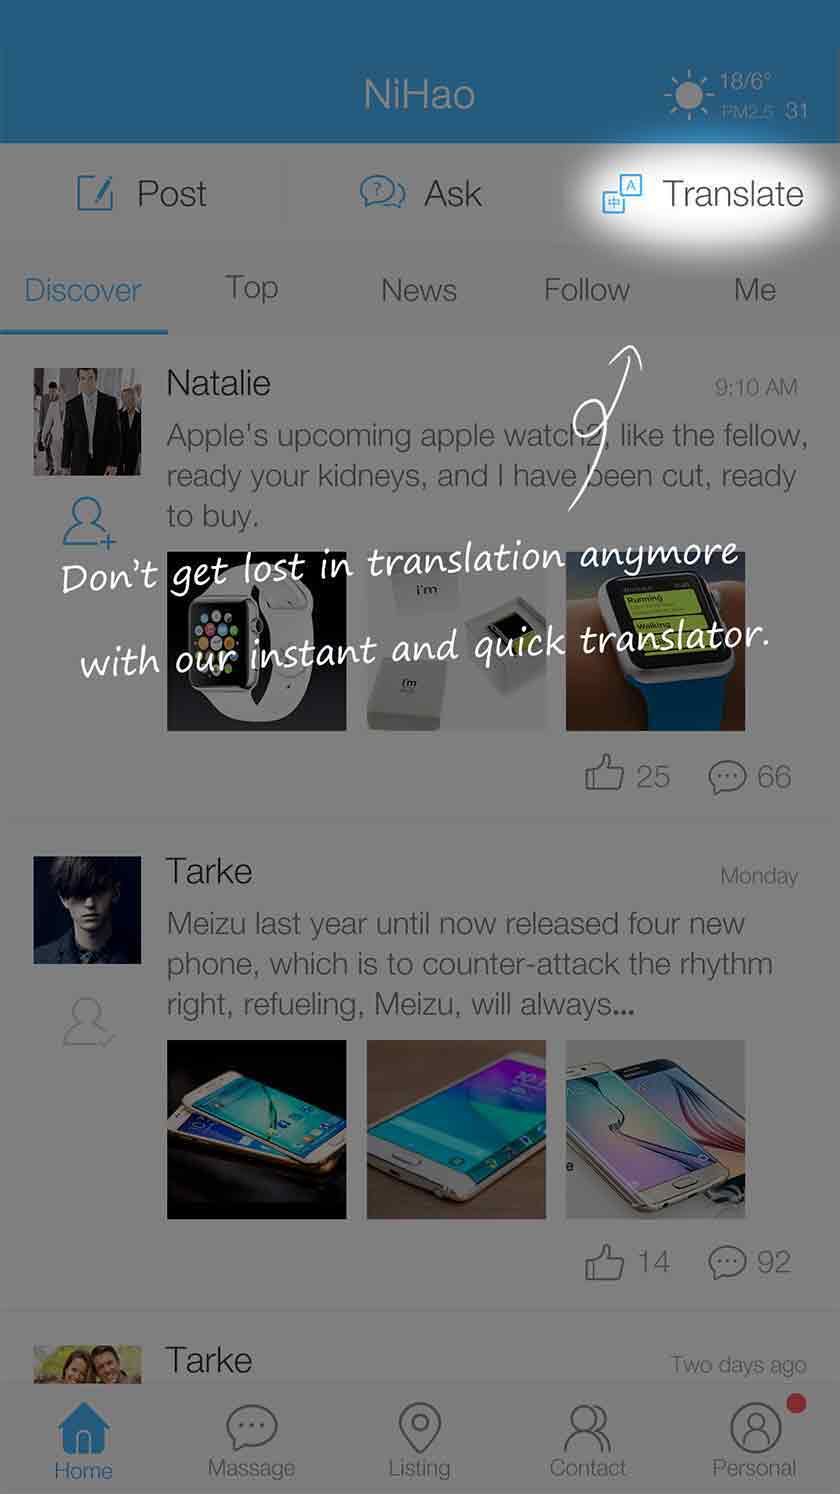 NiHao
18/6°
PM2.5 31
Post
Ask
A
中
Translate
Discover
Top
News
Follow
Me
Natalie
9:10 AM
Apple's upcoming apple watch2, like the fellow,
ready your kidneys, and I have been cut, ready
to buy.
Don't get lost in translation anymore
with our instant and quick translator.
i'm
i'm
Running
Walking
25
66
Tarke
Monday
Meizu last year until now released four new
phone, which is to counter-attack the rhythm
right, refueling, Meizu, will always...
e
14
92
Tarke
Two days ago
Home
Massage
Listing
Contact
Personal